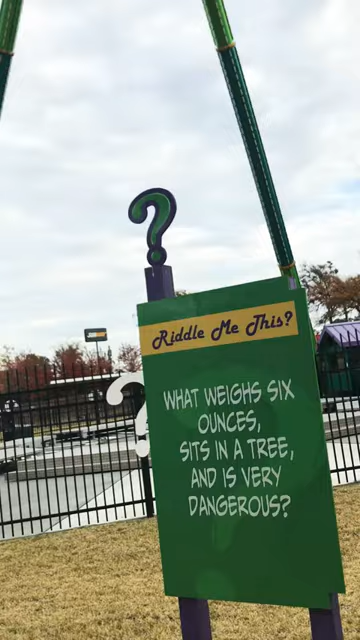 ?
Riddle Me This?
WHAT WEIGHS SIX
OUNCES,
SITS IN A TREE,
AND IS VERY
DANGEROUS?